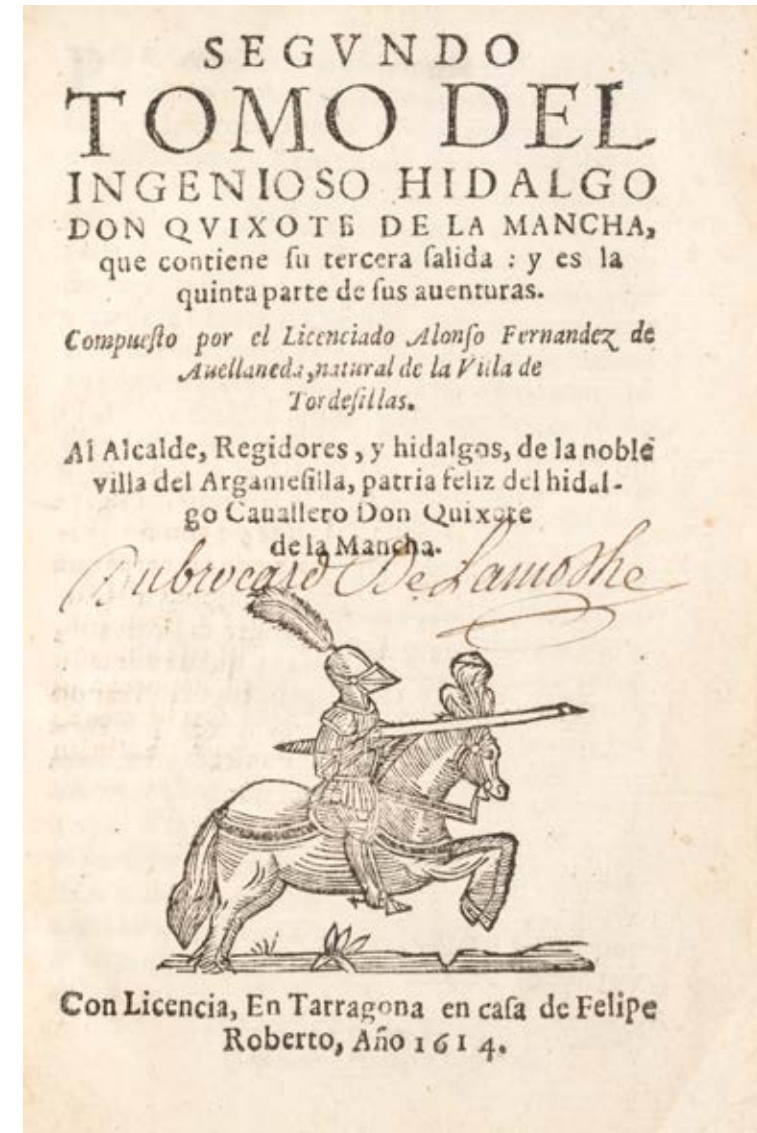 SEGVNDO
TOMO DEL
INGENIOSO HIDALGO
DON QVIXOTE DE LA MANCHA,
que contiene ſu tercera ſalida : y es la
quinta parte de ſus auenturas.
Compueſto por el Licenciado Alonſo Fernandez de
Auellaneda, natural de la Villa de
Tordeſillas.
Al Alcalde, Regidores, y hidalgos, de la noble
villa del Argameſilla, patria feliz del hidal-
go Cauallero Don Quixote
de la Mancha.
Dubrocard De Lamothe
Con Licencia, En Tarragona en caſa de Felipe
Roberto, Año 1614.